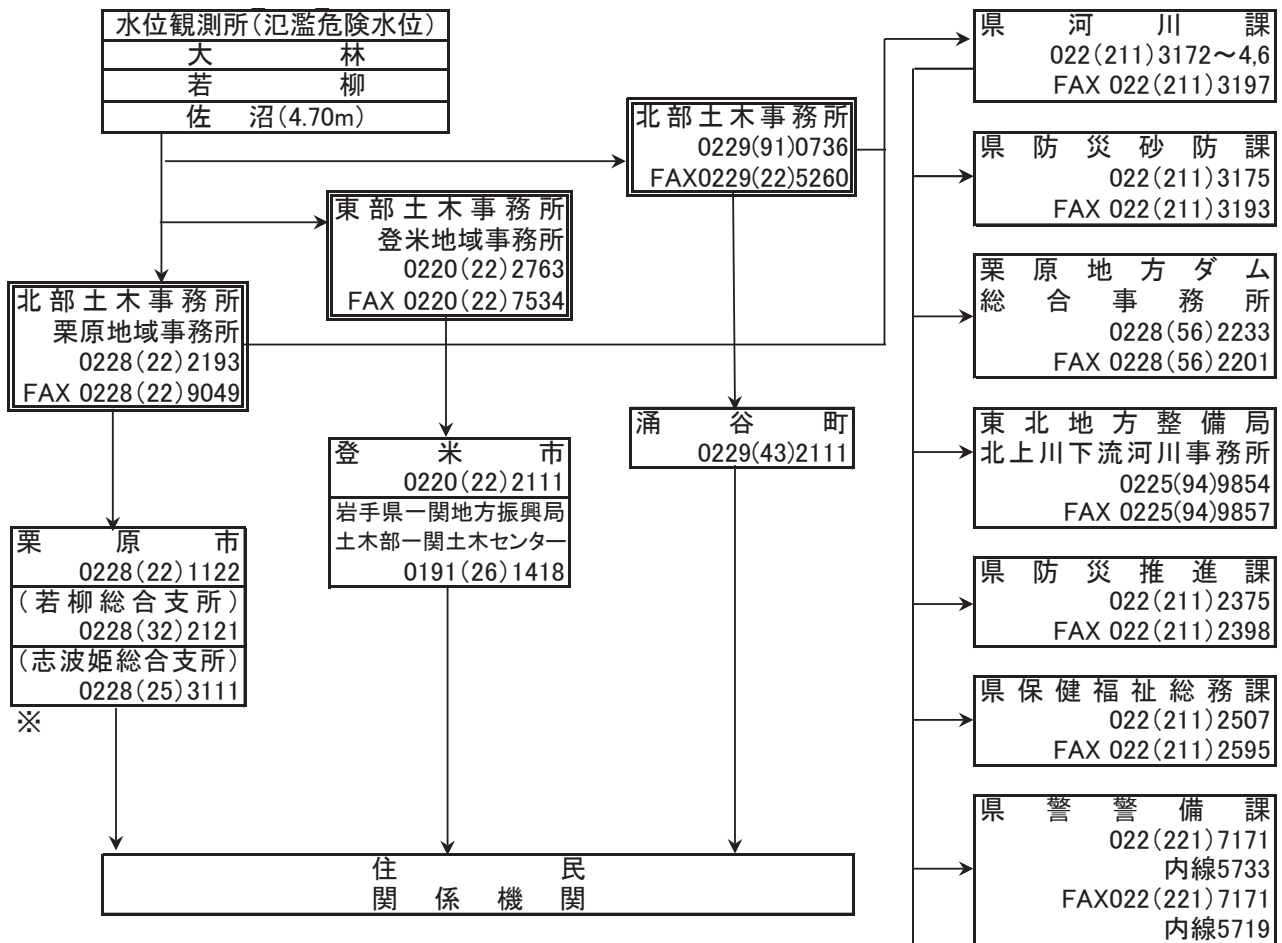 水位観測所(氾濫危険水位)
大 林
若 柳
佐 沼(4.70m)
北部土木事務所
0229(91)0736
FAX0229(22)5260
東部土木事務所
登米地域事務所
0220(22)2763
FAX 0220(22)7534
北部土木事務所
栗原地域事務所
0228(22)2193
FAX 0228(22)9049
涌 谷 町
0229(43)2111
登 米 市
0220(22)2111
岩手県一関地方振興局
土木部一関土木センター
0191(26)1418
栗 原 市
0228(22)1122
(若柳総合支所)
0228(32)2121
(志波姫総合支所)
0228(25)3111
※
住 民
関 係 機 関
県 河 川 課
022(211)3172～4,6
FAX 022(211)3197
県 防 災 砂 防 課
022(211)3175
FAX 022(211)3193
栗 原 地 方 ダ ム
総 合 事 務 所
0228(56)2233
FAX 0228(56)2201
東 北 地 方 整 備 局
北上川下流河川事務所
0225(94)9854
FAX 0225(94)9857
県 防 災 推 進 課
022(211)2375
FAX 022(211)2398
県保健福祉総務課
022(211)2507
FAX 022(211)2595
県 警 警 備 課
022(221)7171
内線5733
FAX022(221)7171
内線5719